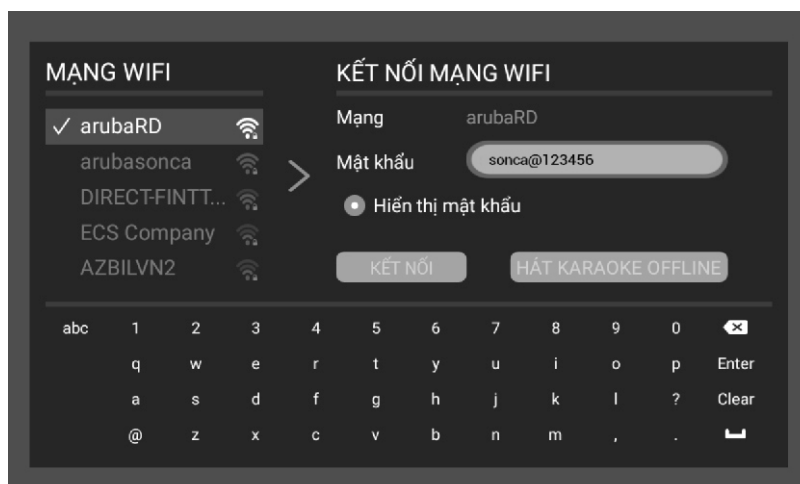 MẠNG WIFI
✓ arubaRD
arubasonca
DIRECT-FINTT...
ECS Company
AZBILVN2
>
KẾT NỐI MẠNG WIFI
Mạng arubaRD
Mật khẩu sonca@123456
Hiển thị mật khẩu
KẾT NỐI HÁT KARAOKE OFFLINE
abc 1 2 3 4 5 6 7 8 9 0
q w e r t y u i o p Enter
a s d f g h j k l ? Clear
@ z x c v b n m , .